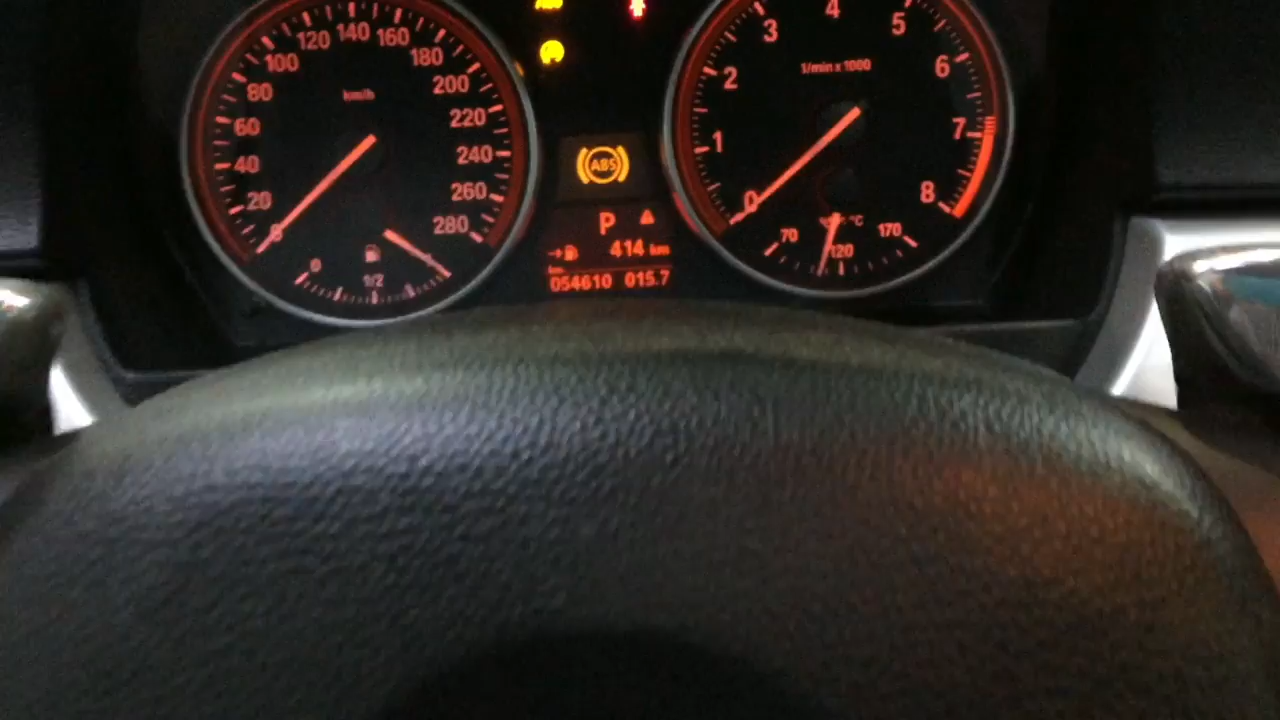 0 20 40 60 80 100 120 140 160 180 200 220 240 260 280
km/h
0 1/2
ABS
P
414 km
km
054610 015.7
0 1 2 3 4 5 6 7 8
1/min x 1000
°C
70 120 170